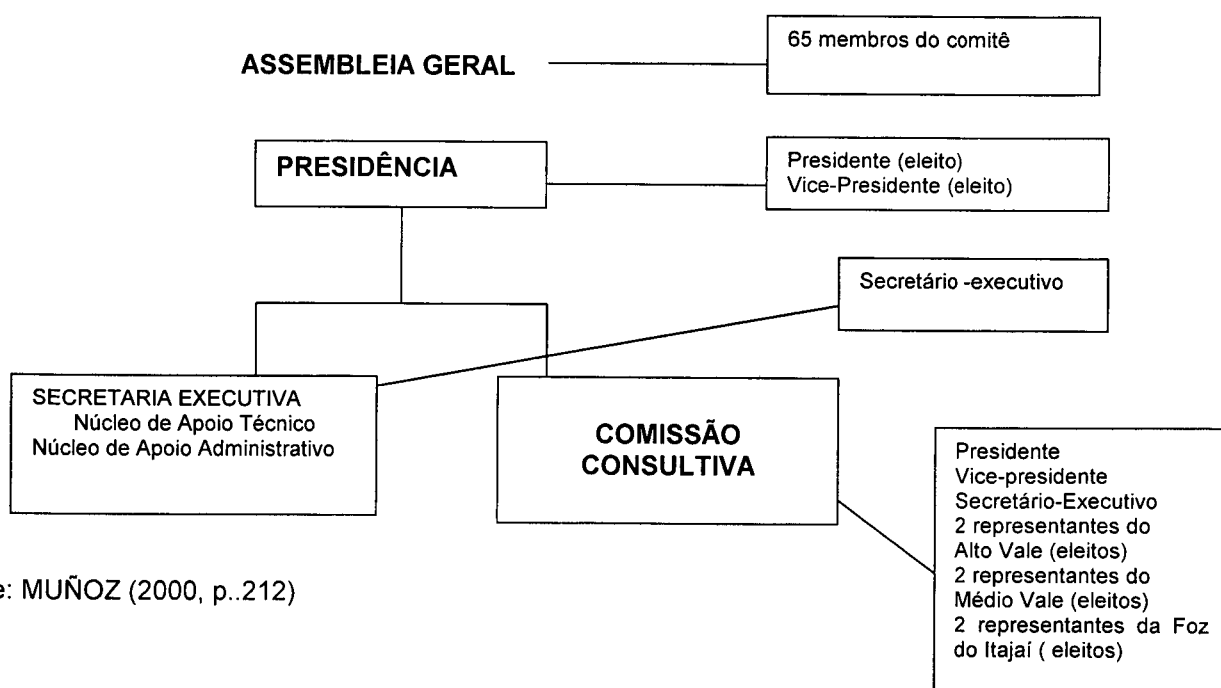 65 membros do comitê
ASSEMBLEIA GERAL
PRESIDÊNCIA
Presidente (eleito)
Vice-Presidente (eleito)
Secretário -executivo
SECRETARIA EXECUTIVA
Núcleo de Apoio Técnico
Núcleo de Apoio Administrativo
COMISSÃO
CONSULTIVA
Presidente
Vice-presidente
Secretário-Executivo
2 representantes do
Alto Vale (eleitos)
2 representantes do
Médio Vale (eleitos)
2 representantes da Foz
do Itajaí ( eleitos)
e: MUÑOZ (2000, p..212)